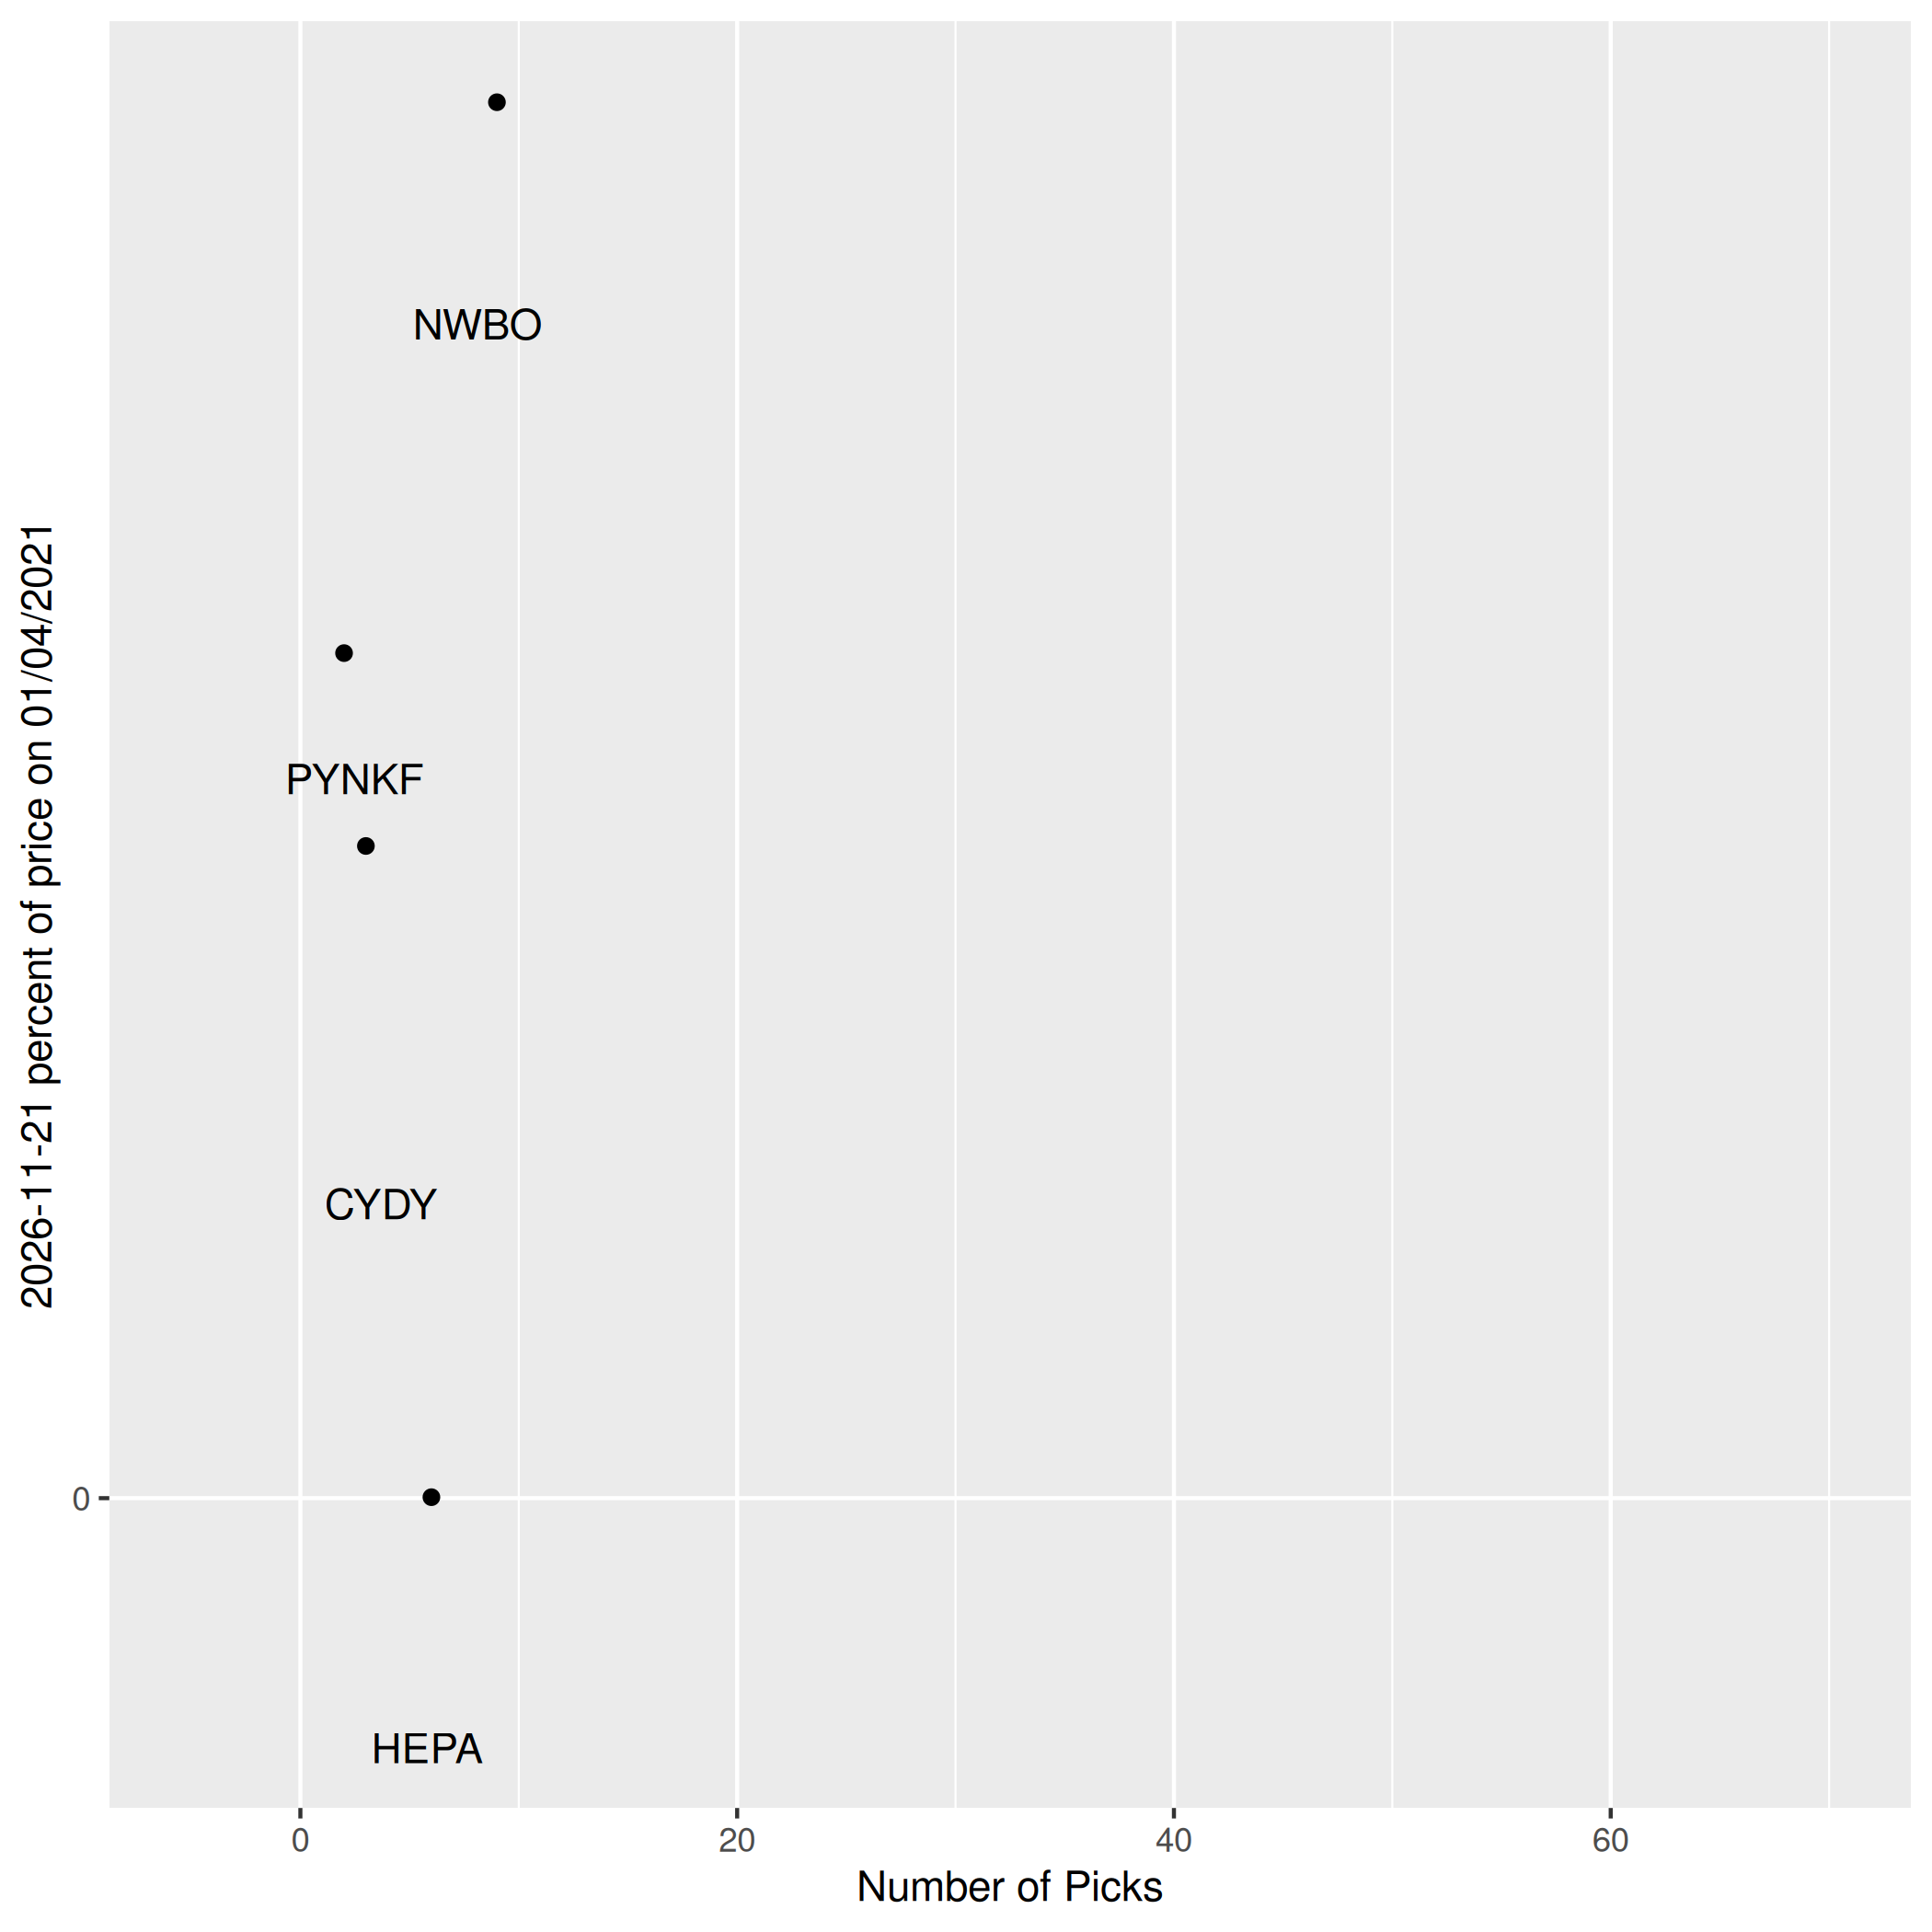 NWBO
PYNKF
CYDY
HEPA
2026-11-21 percent of price on 01/04/2021
0
0 20 40 60
Number of Picks